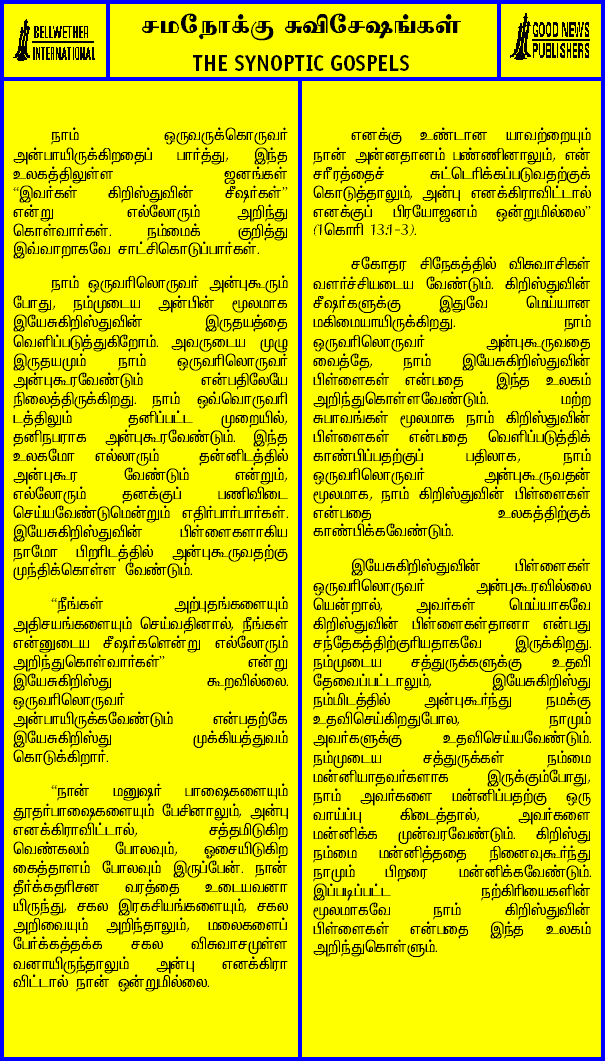 BELLWETHER
INTERNATIONAL
சமநோக்கு சுவிசேஷங்கள்
THE SYNOPTIC GOSPELS
GOOD NEWS
PUBLISHERS
நாம் ஒருவருக்கொருவர்
அன்பாயிருக்கிறதைப் பார்த்து, இந்த
உலகத்திலுள்ள ஜனங்கள்
“இவர்கள் கிறிஸ்துவின் சீஷர்கள்”
என்று எல்லோரும் அறிந்து
கொள்வார்கள். நம்மைக் குறித்து
இவ்வாறாகவே சாட்சிகொடுப்பார்கள்.
நாம் ஒருவரிலொருவர் அன்புகூரும்
போது, நம்முடைய அன்பின் மூலமாக
இயேசுகிறிஸ்துவின் இருதயத்தை
வெளிப்படுத்துகிறோம். அவருடைய முழு
இருதயமும் நாம் ஒருவரிலொருவர்
அன்புகூரவேண்டும் என்பதிலேயே
நிலைத்திருக்கிறது. நாம் ஒவ்வொருவரி
டத்திலும் தனிப்பட்ட முறையில்,
தனிநபராக அன்புகூரவேண்டும். இந்த
உலகமோ எல்லாரும் தன்னிடத்தில்
அன்புகூர வேண்டும் என்றும்,
எல்லோரும் தனக்குப் பணிவிடை
செய்யவேண்டுமென்றும் எதிர்பார்பார்கள்.
இயேசுகிறிஸ்துவின் பிள்ளைகளாகிய
நாமோ பிறரிடத்தில் அன்புகூருவதற்கு
முந்திக்கொள்ள வேண்டும்.
“நீங்கள் அற்புதங்களையும்
அதிசயங்களையும் செய்வதினால், நீங்கள்
என்னுடைய சீஷர்களென்று எல்லோரும்
அறிந்துகொள்வார்கள்” என்று
இயேசுகிறிஸ்து கூறவில்லை.
ஒருவரிலொருவர்
அன்பாயிருக்கவேண்டும் என்பதற்கே
இயேசுகிறிஸ்து முக்கியத்துவம்
கொடுக்கிறார்.
“நான் மனுஷர் பாஷைகளையும்
தூதர்பாஷைகளையும் பேசினாலும், அன்பு
எனக்கிராவிட்டால், சத்தமிடுகிற
வெண்கலம் போலவும், ஓசையிடுகிற
கைத்தாளம் போலவும் இருப்பேன். நான்
தீர்க்கதரிசன வரத்தை உடையவனா
யிருந்து, சகல இரகசியங்களையும், சகல
அறிவையும் அறிந்தாலும், மலைகளைப்
பேர்க்கத்தக்க சகல விசுவாசமுள்ள
வனாயிருந்தாலும் அன்பு எனக்கிரா
விட்டால் நான் ஒன்றுமில்லை.
எனக்கு உண்டான யாவற்றையும்
நான் அன்னதானம் பண்ணினாலும், என்
சரீரத்தைச் சுட்டெரிக்கப்படுவதற்குக்
கொடுத்தாலும், அன்பு எனக்கிராவிட்டால்
எனக்குப் பிரயோஜனம் ஒன்றுமில்லை”
(1கொரி 13:1-3).
சகோதர சிநேகத்தில் விசுவாசிகள்
வளர்ச்சியடைய வேண்டும். கிறிஸ்துவின்
சீஷர்களுக்கு இதுவே மெய்யான
மகிமையாயிருக்கிறது. நாம்
ஒருவரிலொருவர் அன்புகூருவதை
வைத்தே, நாம் இயேசுகிறிஸ்துவின்
பிள்ளைகள் என்பதை இந்த உலகம்
அறிந்துகொள்ளவேண்டும். மற்ற
சுபாவங்கள் மூலமாக நாம் கிறிஸ்துவின்
பிள்ளைகள் என்பதை வெளிப்படுத்திக்
காண்பிப்பதற்குப் பதிலாக, நாம்
ஒருவரிலொருவர் அன்புகூருவதன்
மூலமாக, நாம் கிறிஸ்துவின் பிள்ளைகள்
என்பதை உலகத்திற்குக்
காண்பிக்கவேண்டும்.
இயேசுகிறிஸ்துவின் பிள்ளைகள்
ஒருவரிலொருவர் அன்புகூரவில்லை
யென்றால், அவர்கள் மெய்யாகவே
கிறிஸ்துவின் பிள்ளைகள்தானா என்பது
சந்தேகத்திற்குரியதாகவே இருக்கிறது.
நம்முடைய சத்துருக்களுக்கு உதவி
தேவைப்பட்டாலும், இயேசுகிறிஸ்து
நம்மிடத்தில் அன்புகூர்ந்து நமக்கு
உதவிசெய்கிறதுபோல, நாமும்
அவர்களுக்கு உதவிசெய்யவேண்டும்.
நம்முடைய சத்துருக்கள் நம்மை
மன்னியாதவர்களாக இருக்கும்போது,
நாம் அவர்களை மன்னிப்பதற்கு ஒரு
வாய்ப்பு கிடைத்தால், அவர்களை
மன்னிக்க முன்வரவேண்டும். கிறிஸ்து
நம்மை மன்னித்ததை நினைவுகூர்ந்து
நாமும் பிறரை மன்னிக்கவேண்டும்.
இப்படிப்பட்ட நற்கிரியைகளின்
மூலமாகவே நாம் கிறிஸ்துவின்
பிள்ளைகள் என்பதை இந்த உலகம்
அறிந்துகொள்ளும்.